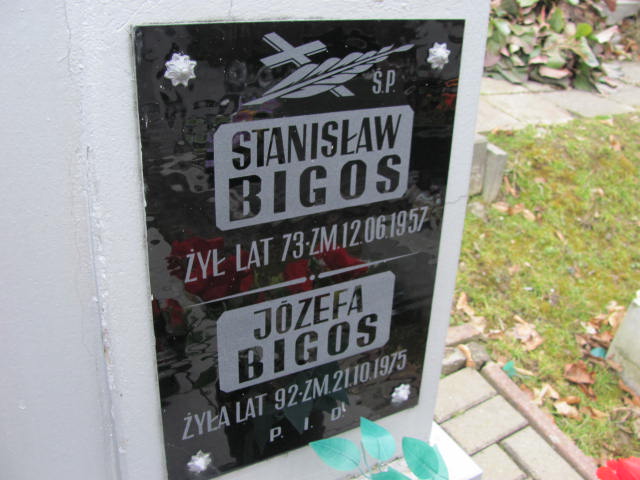 Ś.P.
STANISŁAW
BIGOS
ŻYŁ LAT 73-ZM.12.06.1957
JÓZEFA
BIGOS
ŻYŁA LAT 92-ZM.21.10.1975
P. I. D.